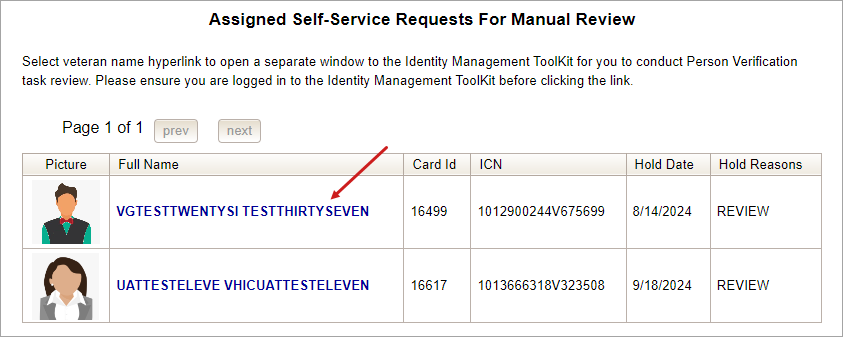 Assigned Self-Service Requests For Manual Review
Select veteran name hyperlink to open a separate window to the Identity Management ToolKit for you to conduct Person Verification
task review. Please ensure you are logged in to the Identity Management ToolKit before clicking the link.
Page 1 of 1 prev next
Picture Full Name Card Id ICN Hold Date Hold Reasons
VGTESTTWENTYSI TESTTHIRTYSEVEN 16499 1012900244V675699 8/14/2024 REVIEW
UATTESTELEVE VHICUATTESTELEVEN 16617 1013666318V323508 9/18/2024 REVIEW